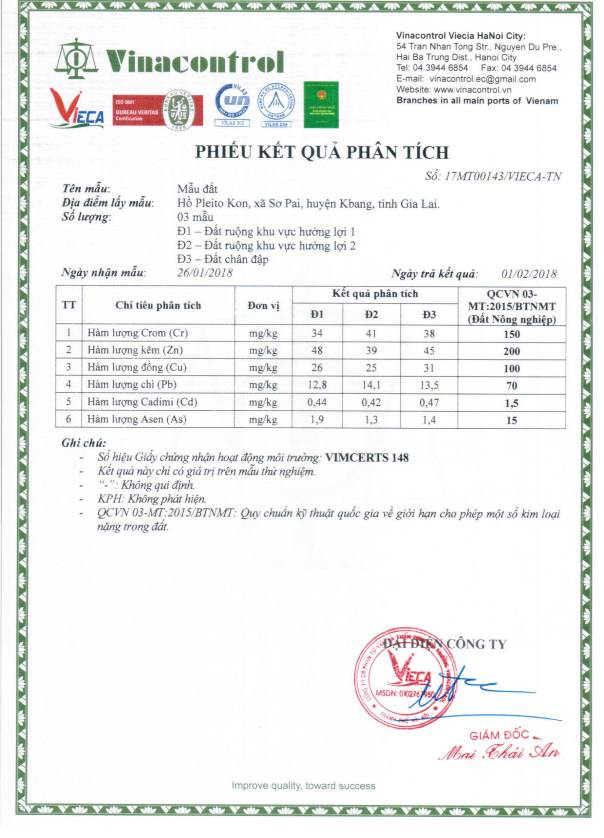 Vinacontrol
Vinacontrol Viecia HaNoi City:
54 Tran Nhan Tong Str., Nguyen Du Pre.,
Hai Ba Trung Dist., Hanoi City
Tel: 04 3944 6854 Fax: 04 3944 6854
E-mail: vinacontrol.ec@gmail.com
Website: www.vinacontrol.vn
Branches in all main ports of Vienam
VIECA
ISO 9001
BUREAU VERITAS
Certification
VILAS
un
PHIẾU KẾT QUẢ PHÂN TÍCH
Số: 17MT00143/VIECA-TN
Tên mẫu: Mẫu đất
Địa điểm lấy mẫu: Hồ Pleito Kon, xã Sơ Pai, huyện Kbang, tỉnh Gia Lai.
Số lượng: 03 mẫu
Đ1 – Đất ruộng khu vực hưởng lợi 1
Đ2 – Đất ruộng khu vực hưởng lợi 2
Đ3 – Đất chân đập
Ngày nhận mẫu: 26/01/2018 Ngày trả kết quả: 01/02/2018
TT Chỉ tiêu phân tích Đơn vị Kết quả phân tích QCVN 03-MT:2015/BTNMT (Đất Nông nghiệp)
Đ1 Đ2 Đ3
1 Hàm lượng Crom (Cr) mg/kg 34 41 38 150
2 Hàm lượng kẽm (Zn) mg/kg 48 39 45 200
3 Hàm lượng đồng (Cu) mg/kg 26 25 31 100
4 Hàm lượng chì (Pb) mg/kg 12,8 14,1 13,5 70
5 Hàm lượng Cadimi (Cd) mg/kg 0,44 0,42 0,47 1,5
6 Hàm lượng Asen (As) mg/kg 1,9 1,3 1,4 15
Ghi chú:
- Số hiệu Giấy chứng nhận hoạt động môi trường: VIMCERTS 148
- Kết quả này chỉ có giá trị trên mẫu thử nghiệm.
- “-”: Không qui định.
- KPH: Không phát hiện.
- QCVN 03-MT:2015/BTNMT: Quy chuẩn kỹ thuật quốc gia về giới hạn cho phép một số kim loại
nặng trong đất.
ĐẠI DIỆN CÔNG TY
VIECA
GIÁM ĐỐC
Mai Thái An
Improve quality, toward success